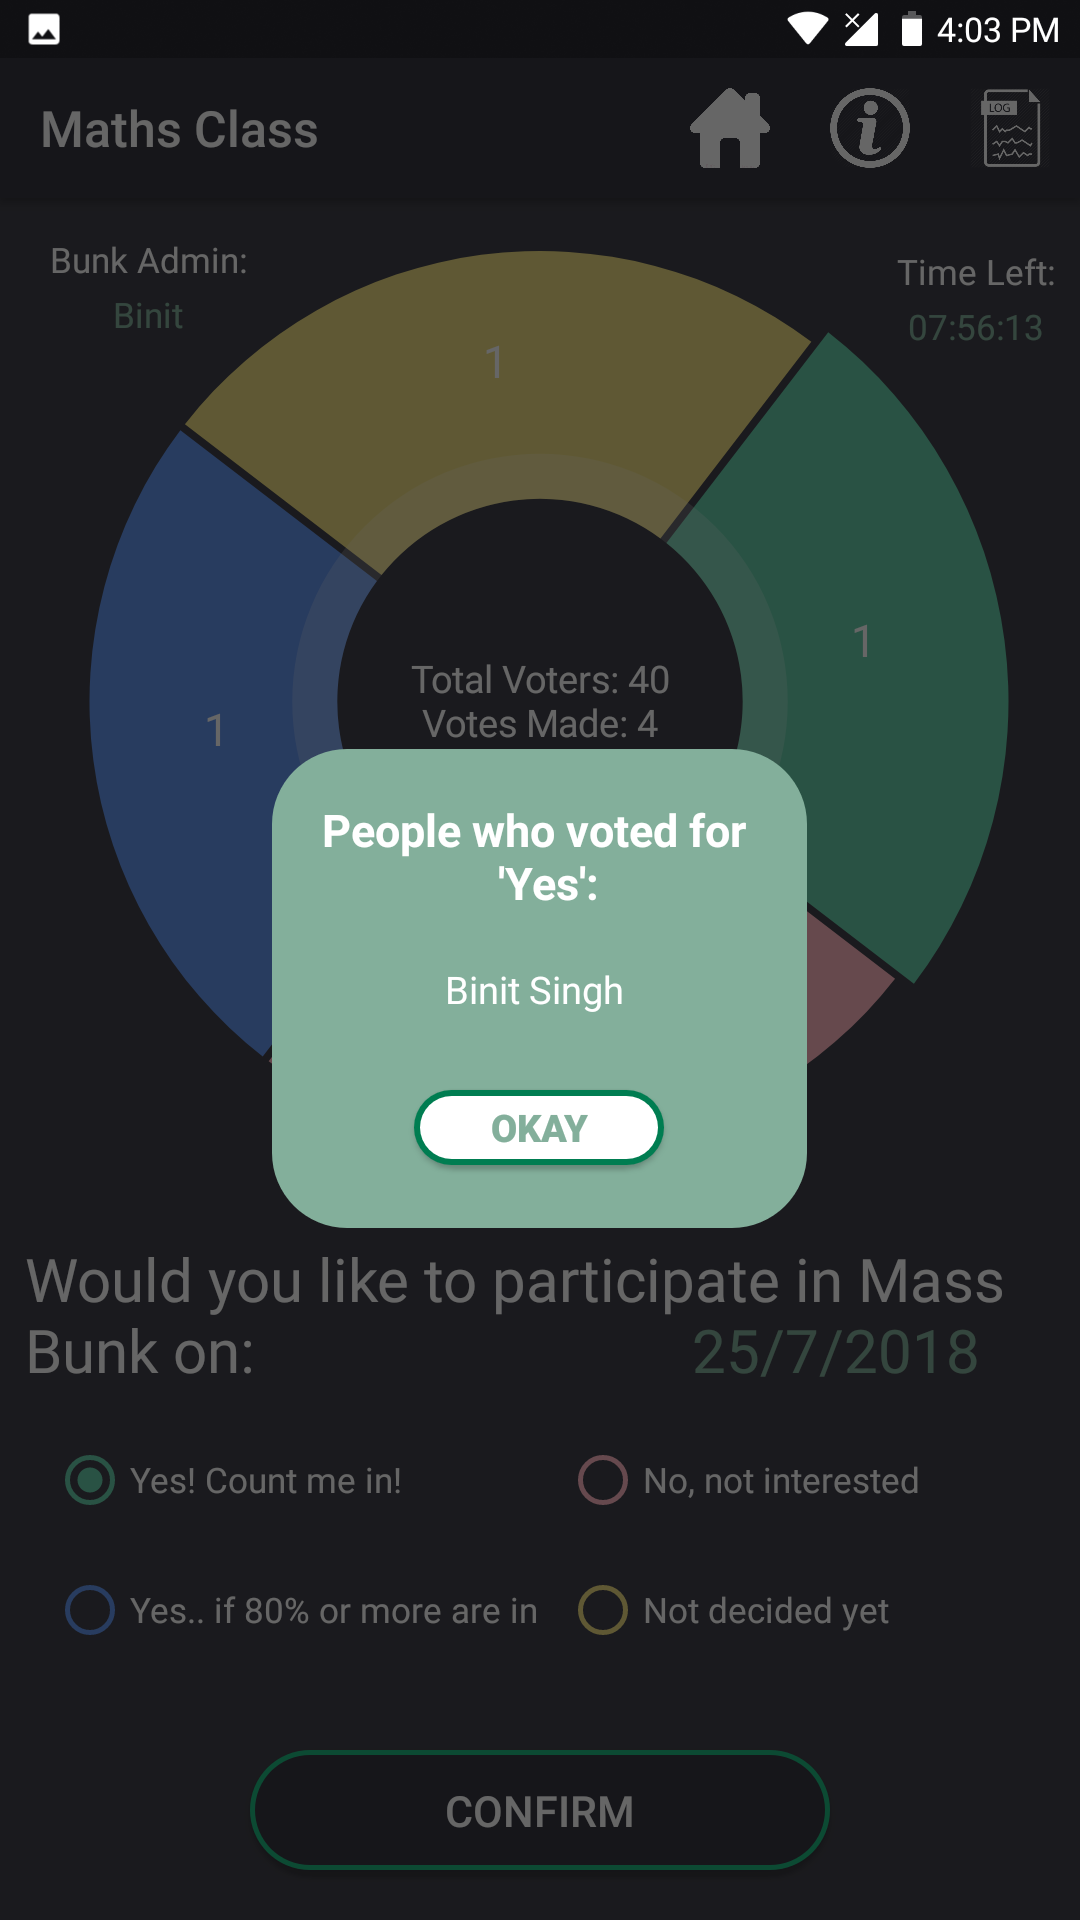 4:03 PM
Maths Class
LOG
Bunk Admin:
Binit
Time Left:
07:56:13
1
1
1
Total Voters: 40
Votes Made: 4
People who voted for
'Yes':
Binit Singh
OKAY
Would you like to participate in Mass
Bunk on: 25/7/2018
Yes! Count me in!
No, not interested
Yes.. if 80% or more are in
Not decided yet
CONFIRM